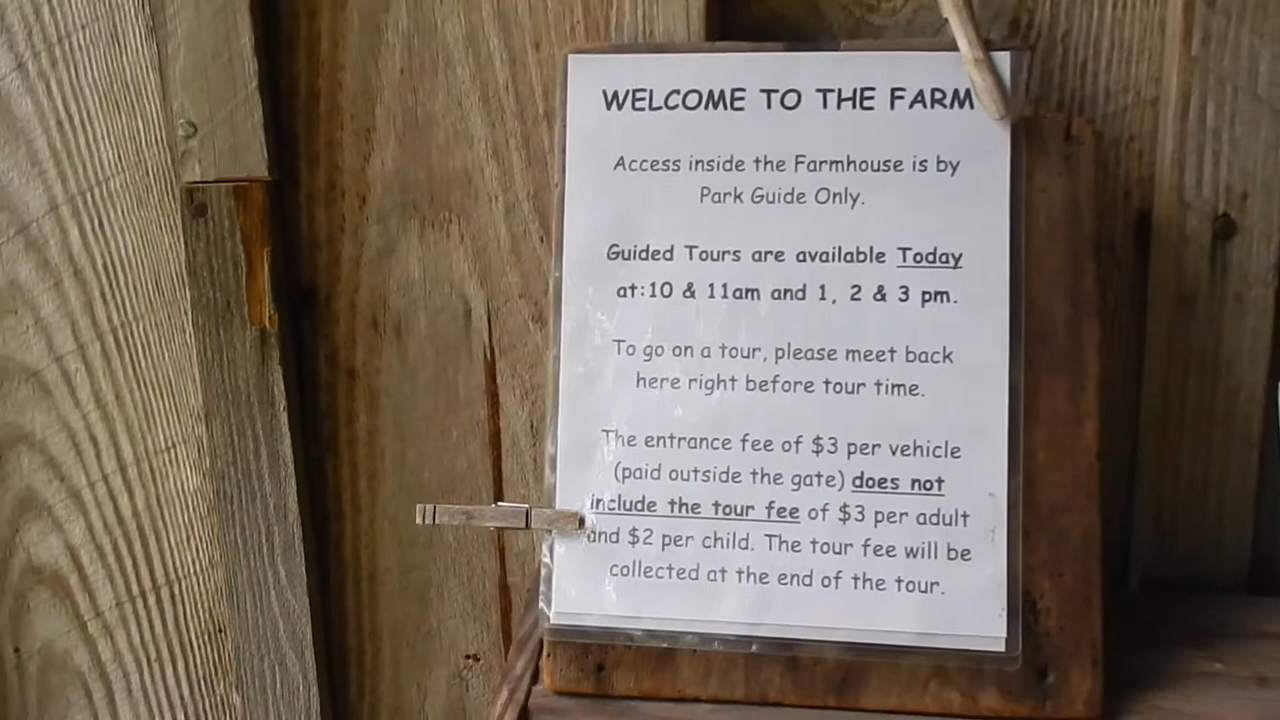 WELCOME TO THE FARM
Access inside the Farmhouse is by
Park Guide Only.
Guided Tours are available Today
at:10 & 11am and 1, 2 & 3 pm.
To go on a tour, please meet back
here right before tour time.
The entrance fee of $3 per vehicle
(paid outside the gate) does not
include the tour fee of $3 per adult
and $2 per child. The tour fee will be
collected at the end of the tour.